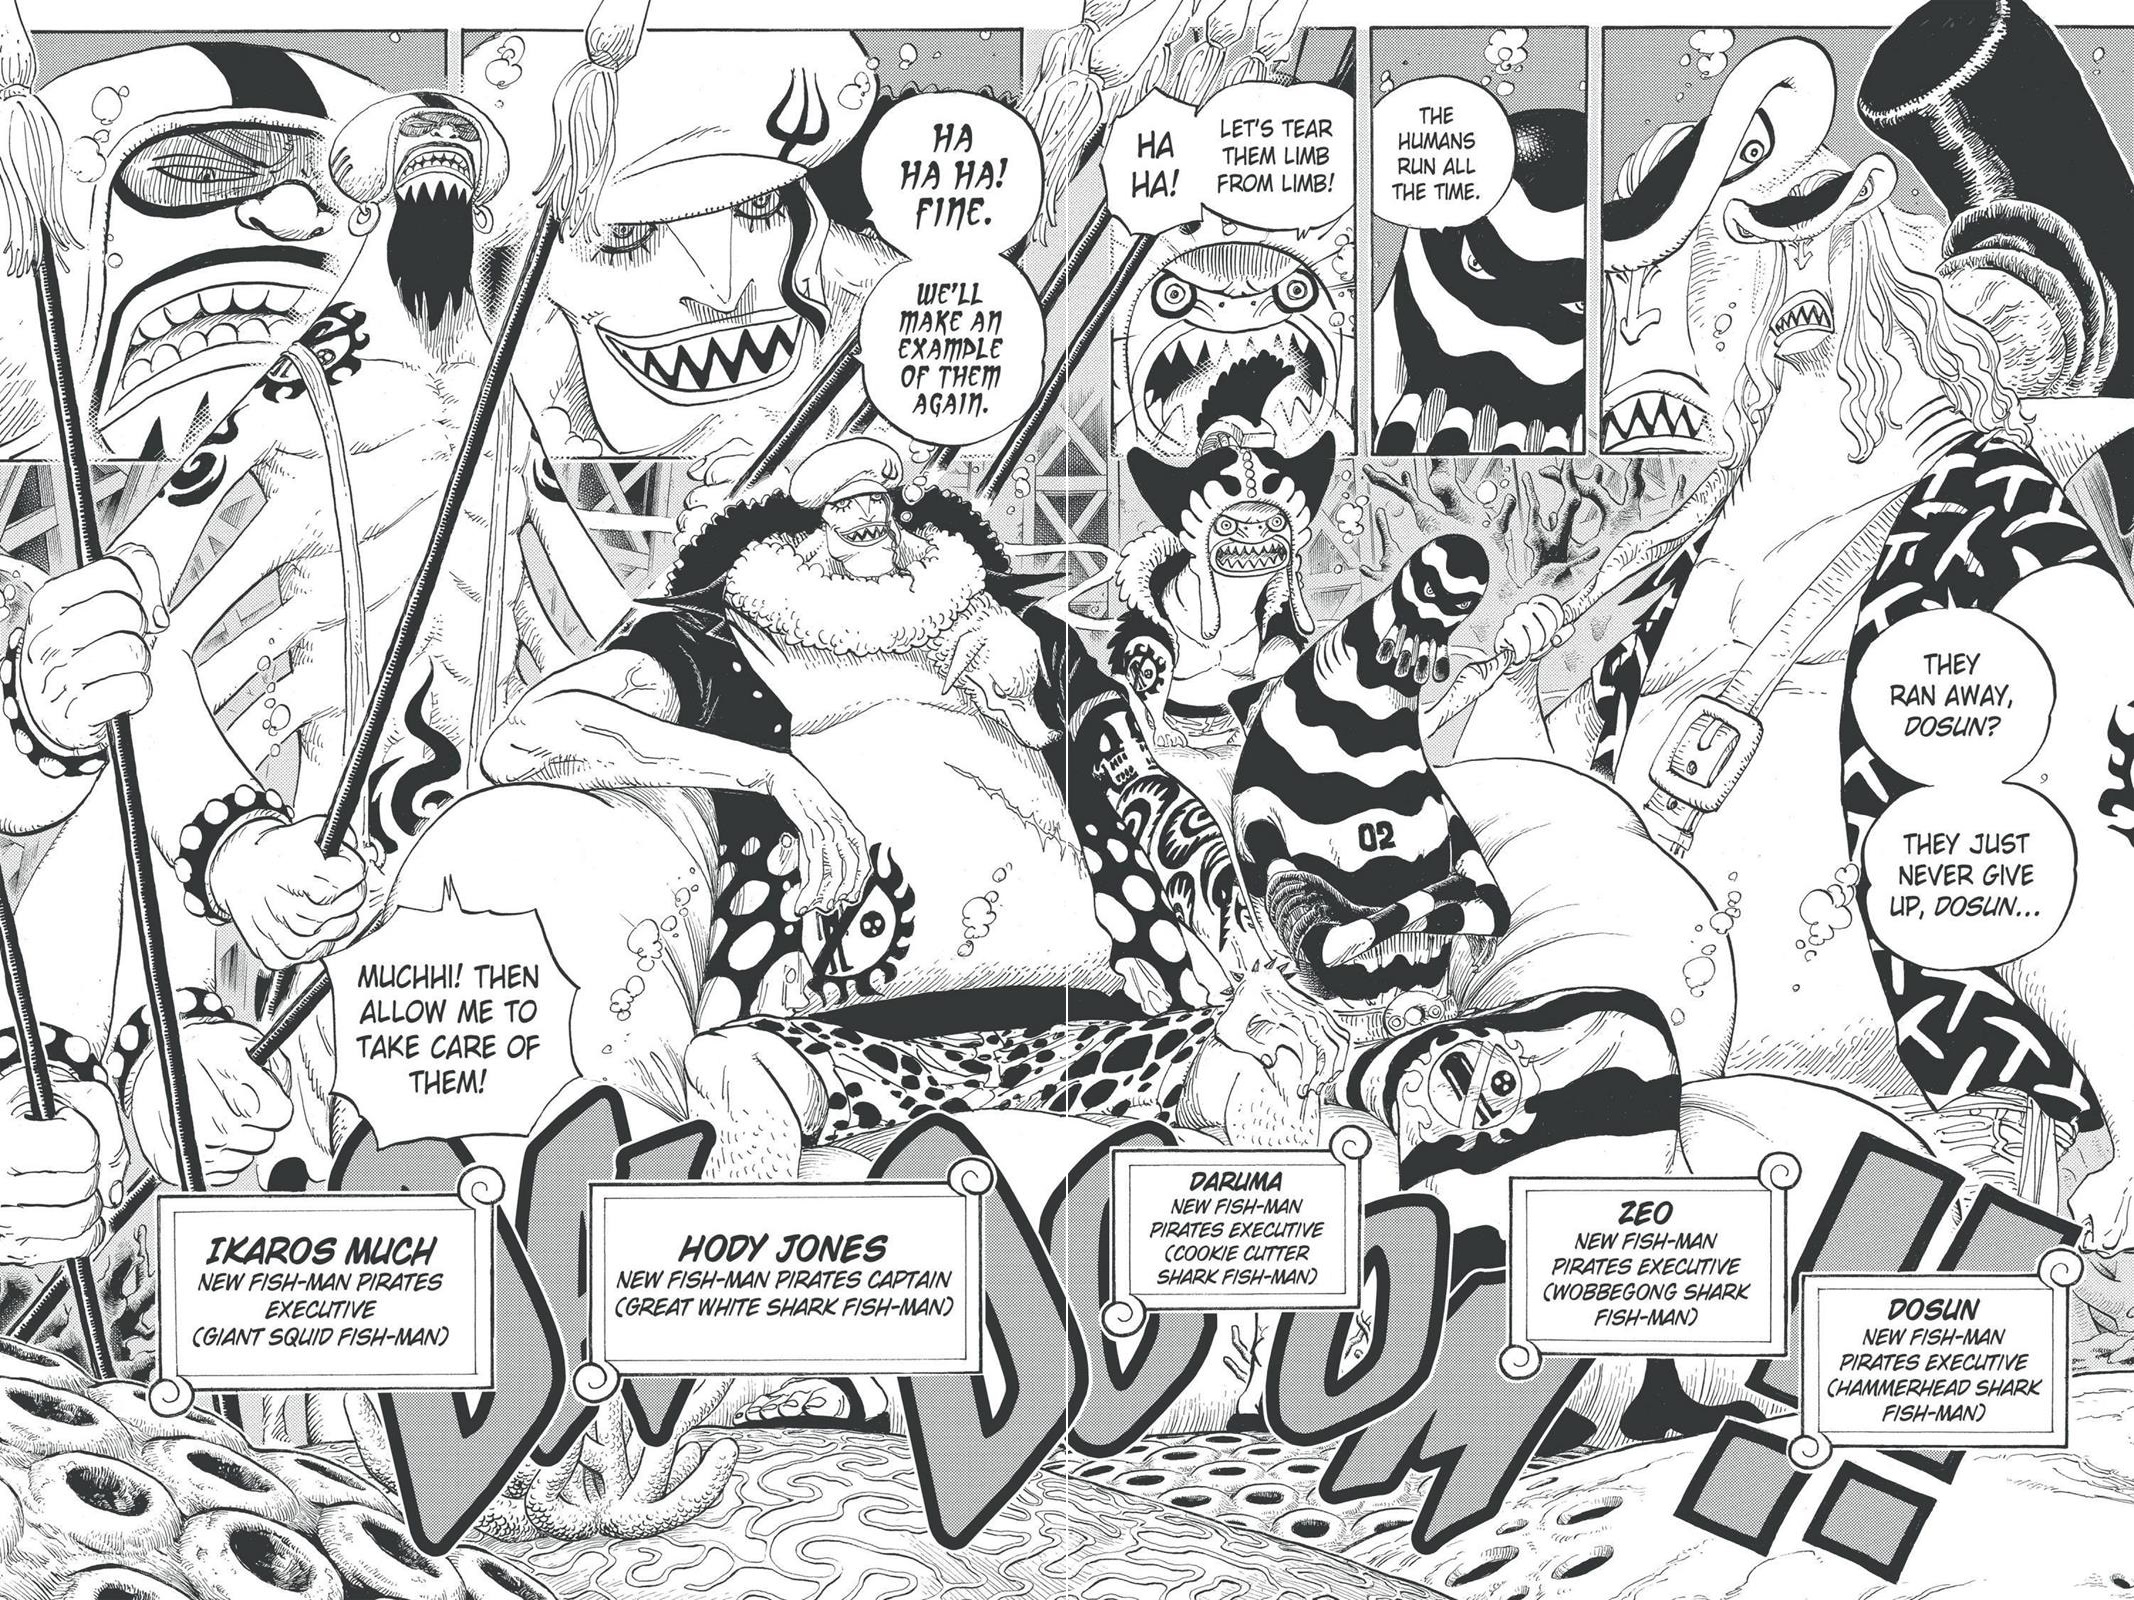 THEY
RAN AWAY,
DOSUN?
THEY JUST
NEVER GIVE
UP, DOSUN...
THE
HUMANS
RUN ALL
THE TIME.
LET'S TEAR
THEM LIMB
FROM LIMB!
HA
HA!
HA
HA HA!
FINE.
WE'LL
MAKE AN
EXAMPLE
OF THEM
AGAIN.
MUCHHI! THEN
ALLOW ME TO
TAKE CARE OF
THEM!
02
DA DOOM!!
DOSUN
NEW FISH-MAN
PIRATES EXECUTIVE
(HAMMERHEAD SHARK
FISH-MAN)
ZEO
NEW FISH-MAN
PIRATES EXECUTIVE
(WOBBEGONG SHARK
FISH-MAN)
DARUMA
NEW FISH-MAN
PIRATES EXECUTIVE
(COOKIE CUTTER
SHARK FISH-MAN)
HODY JONES
NEW FISH-MAN PIRATES CAPTAIN
(GREAT WHITE SHARK FISH-MAN)
IKAROS MUCH
NEW FISH-MAN PIRATES
EXECUTIVE
(GIANT SQUID FISH-MAN)